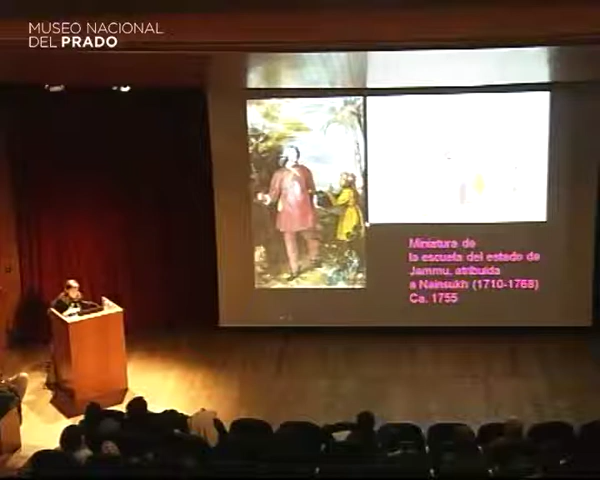 MUSEO NACIONAL
DEL PRADO
Miniatura de
la escuela del estado de
Jammu, atribuida
a Nainsukh (1710-1768)
Ca. 1755